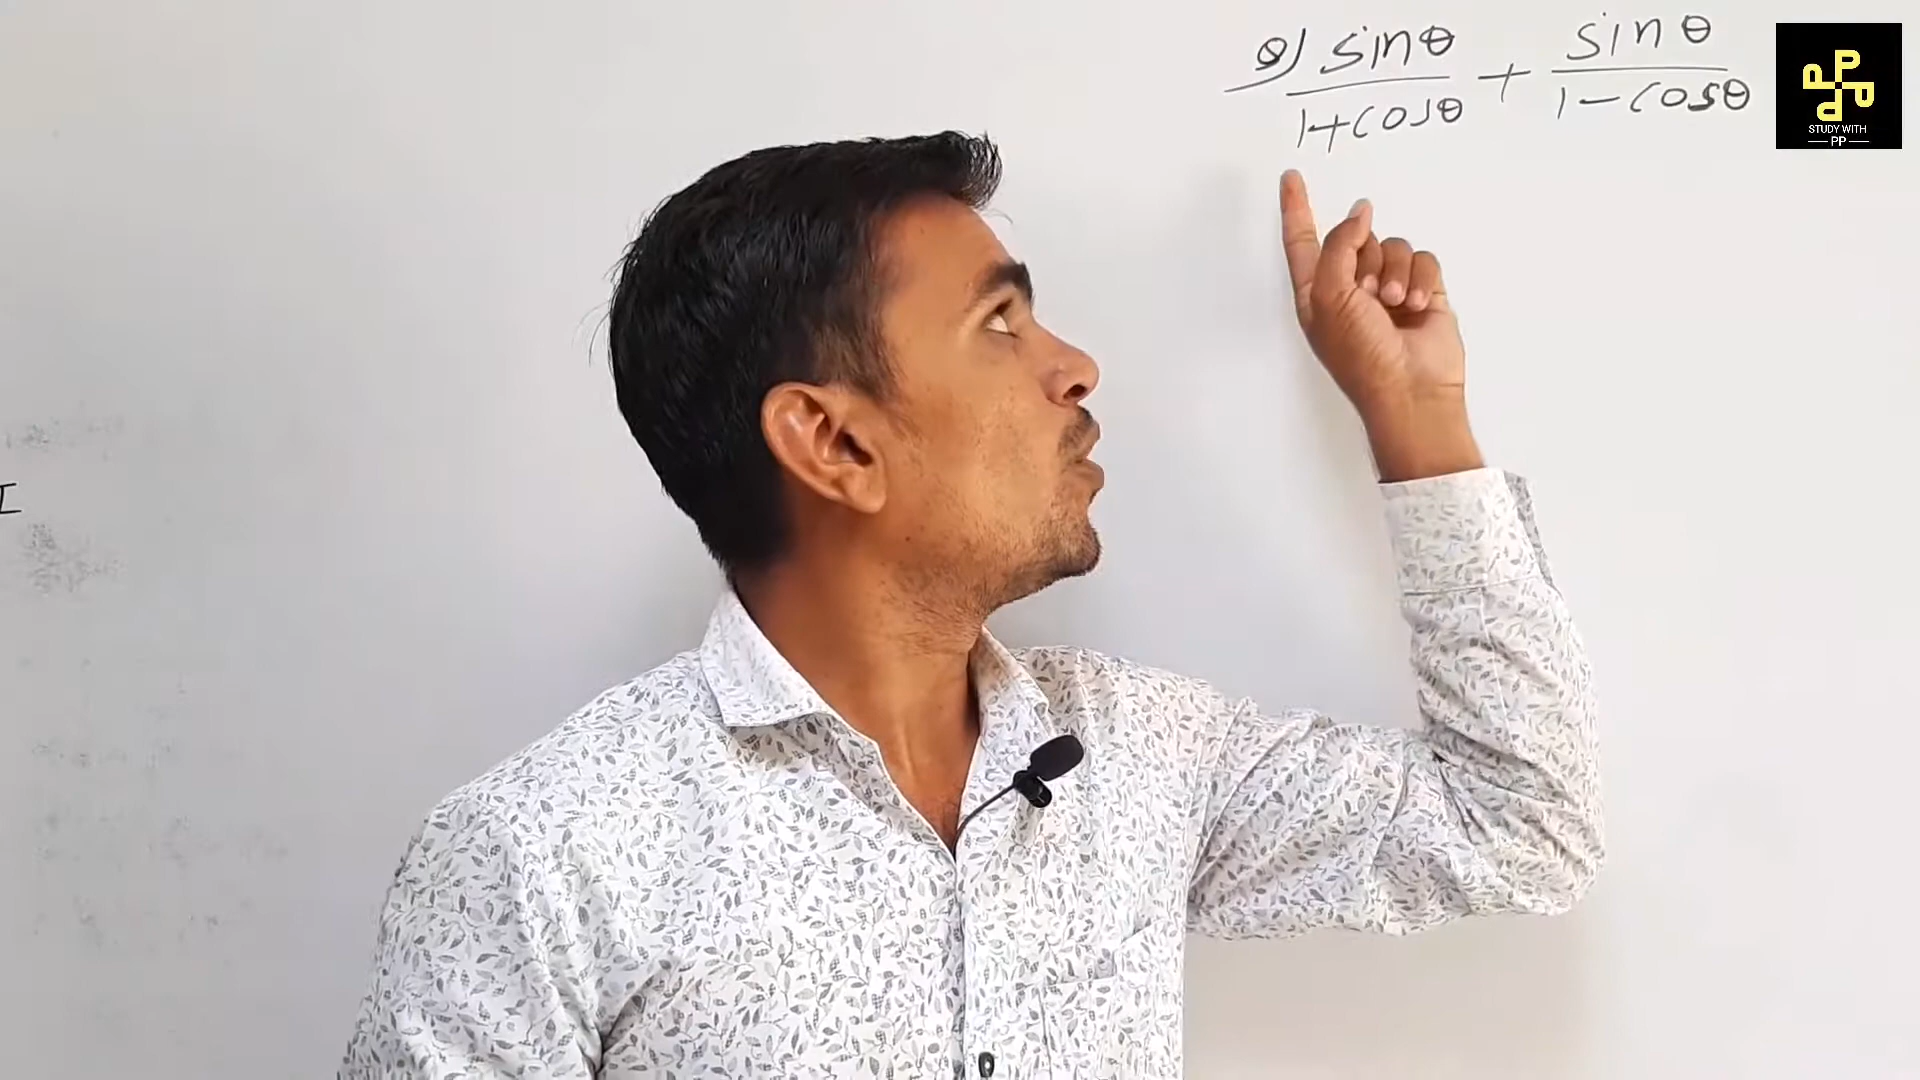 Q) sinθ/1+cosθ + sinθ/1-cosθ
I
STUDY WITH
PP